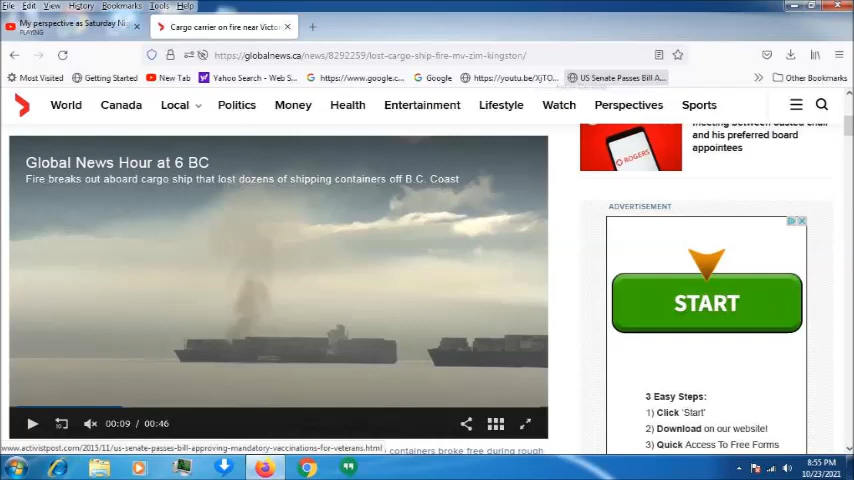 File Edit View History Bookmarks Tools Help
My perspective as Saturday Nig
PLAYING
Cargo carrier on fire near Victor
https://globalnews.ca/news/8292259/lost-cargo-ship-fire-mv-zim-kingston/
Most Visited Getting Started New Tab Yahoo Search - Web S... https://www.google.c... Google https://youtu.be/XjTO... US Senate Passes Bill A... Other Bookmarks
World Canada Local Politics Money Health Entertainment Lifestyle Watch Perspectives Sports
Global News Hour at 6 BC
Fire breaks out aboard cargo ship that lost dozens of shipping containers off B.C. Coast
00:09 / 00:46
www.activistpost.com/2015/11/us-senate-passes-bill-approving-mandatory-vaccinations-for-veterans.html
containers broke free during rough
meeting between ousted chair
and his preferred board
appointees
ROGERS
ADVERTISEMENT
START
3 Easy Steps:
1) Click 'Start'
2) Download on our website!
3) Quick Access To Free Forms
8:55 PM
10/23/2021